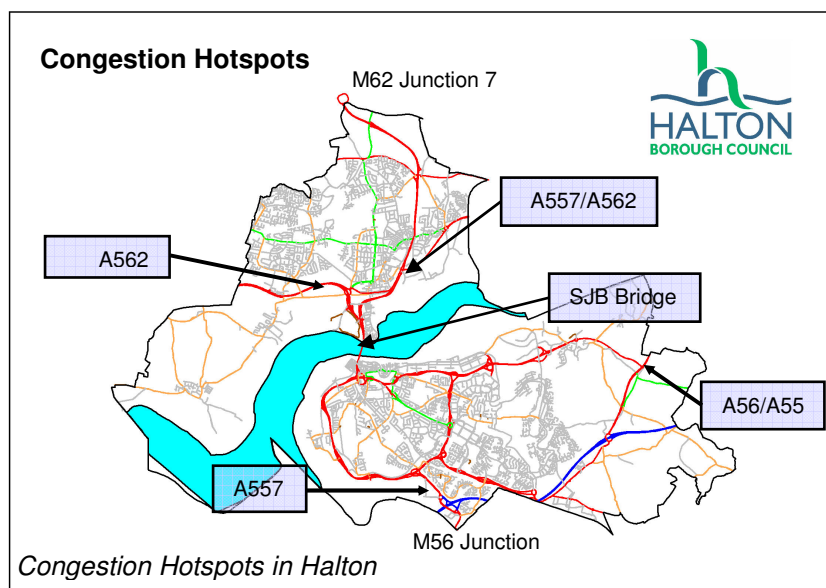 Congestion Hotspots
M62 Junction 7
HALTON
BOROUGH COUNCIL
A557/A562
A562
SJB Bridge
A56/A55
A557
M56 Junction
Congestion Hotspots in Halton